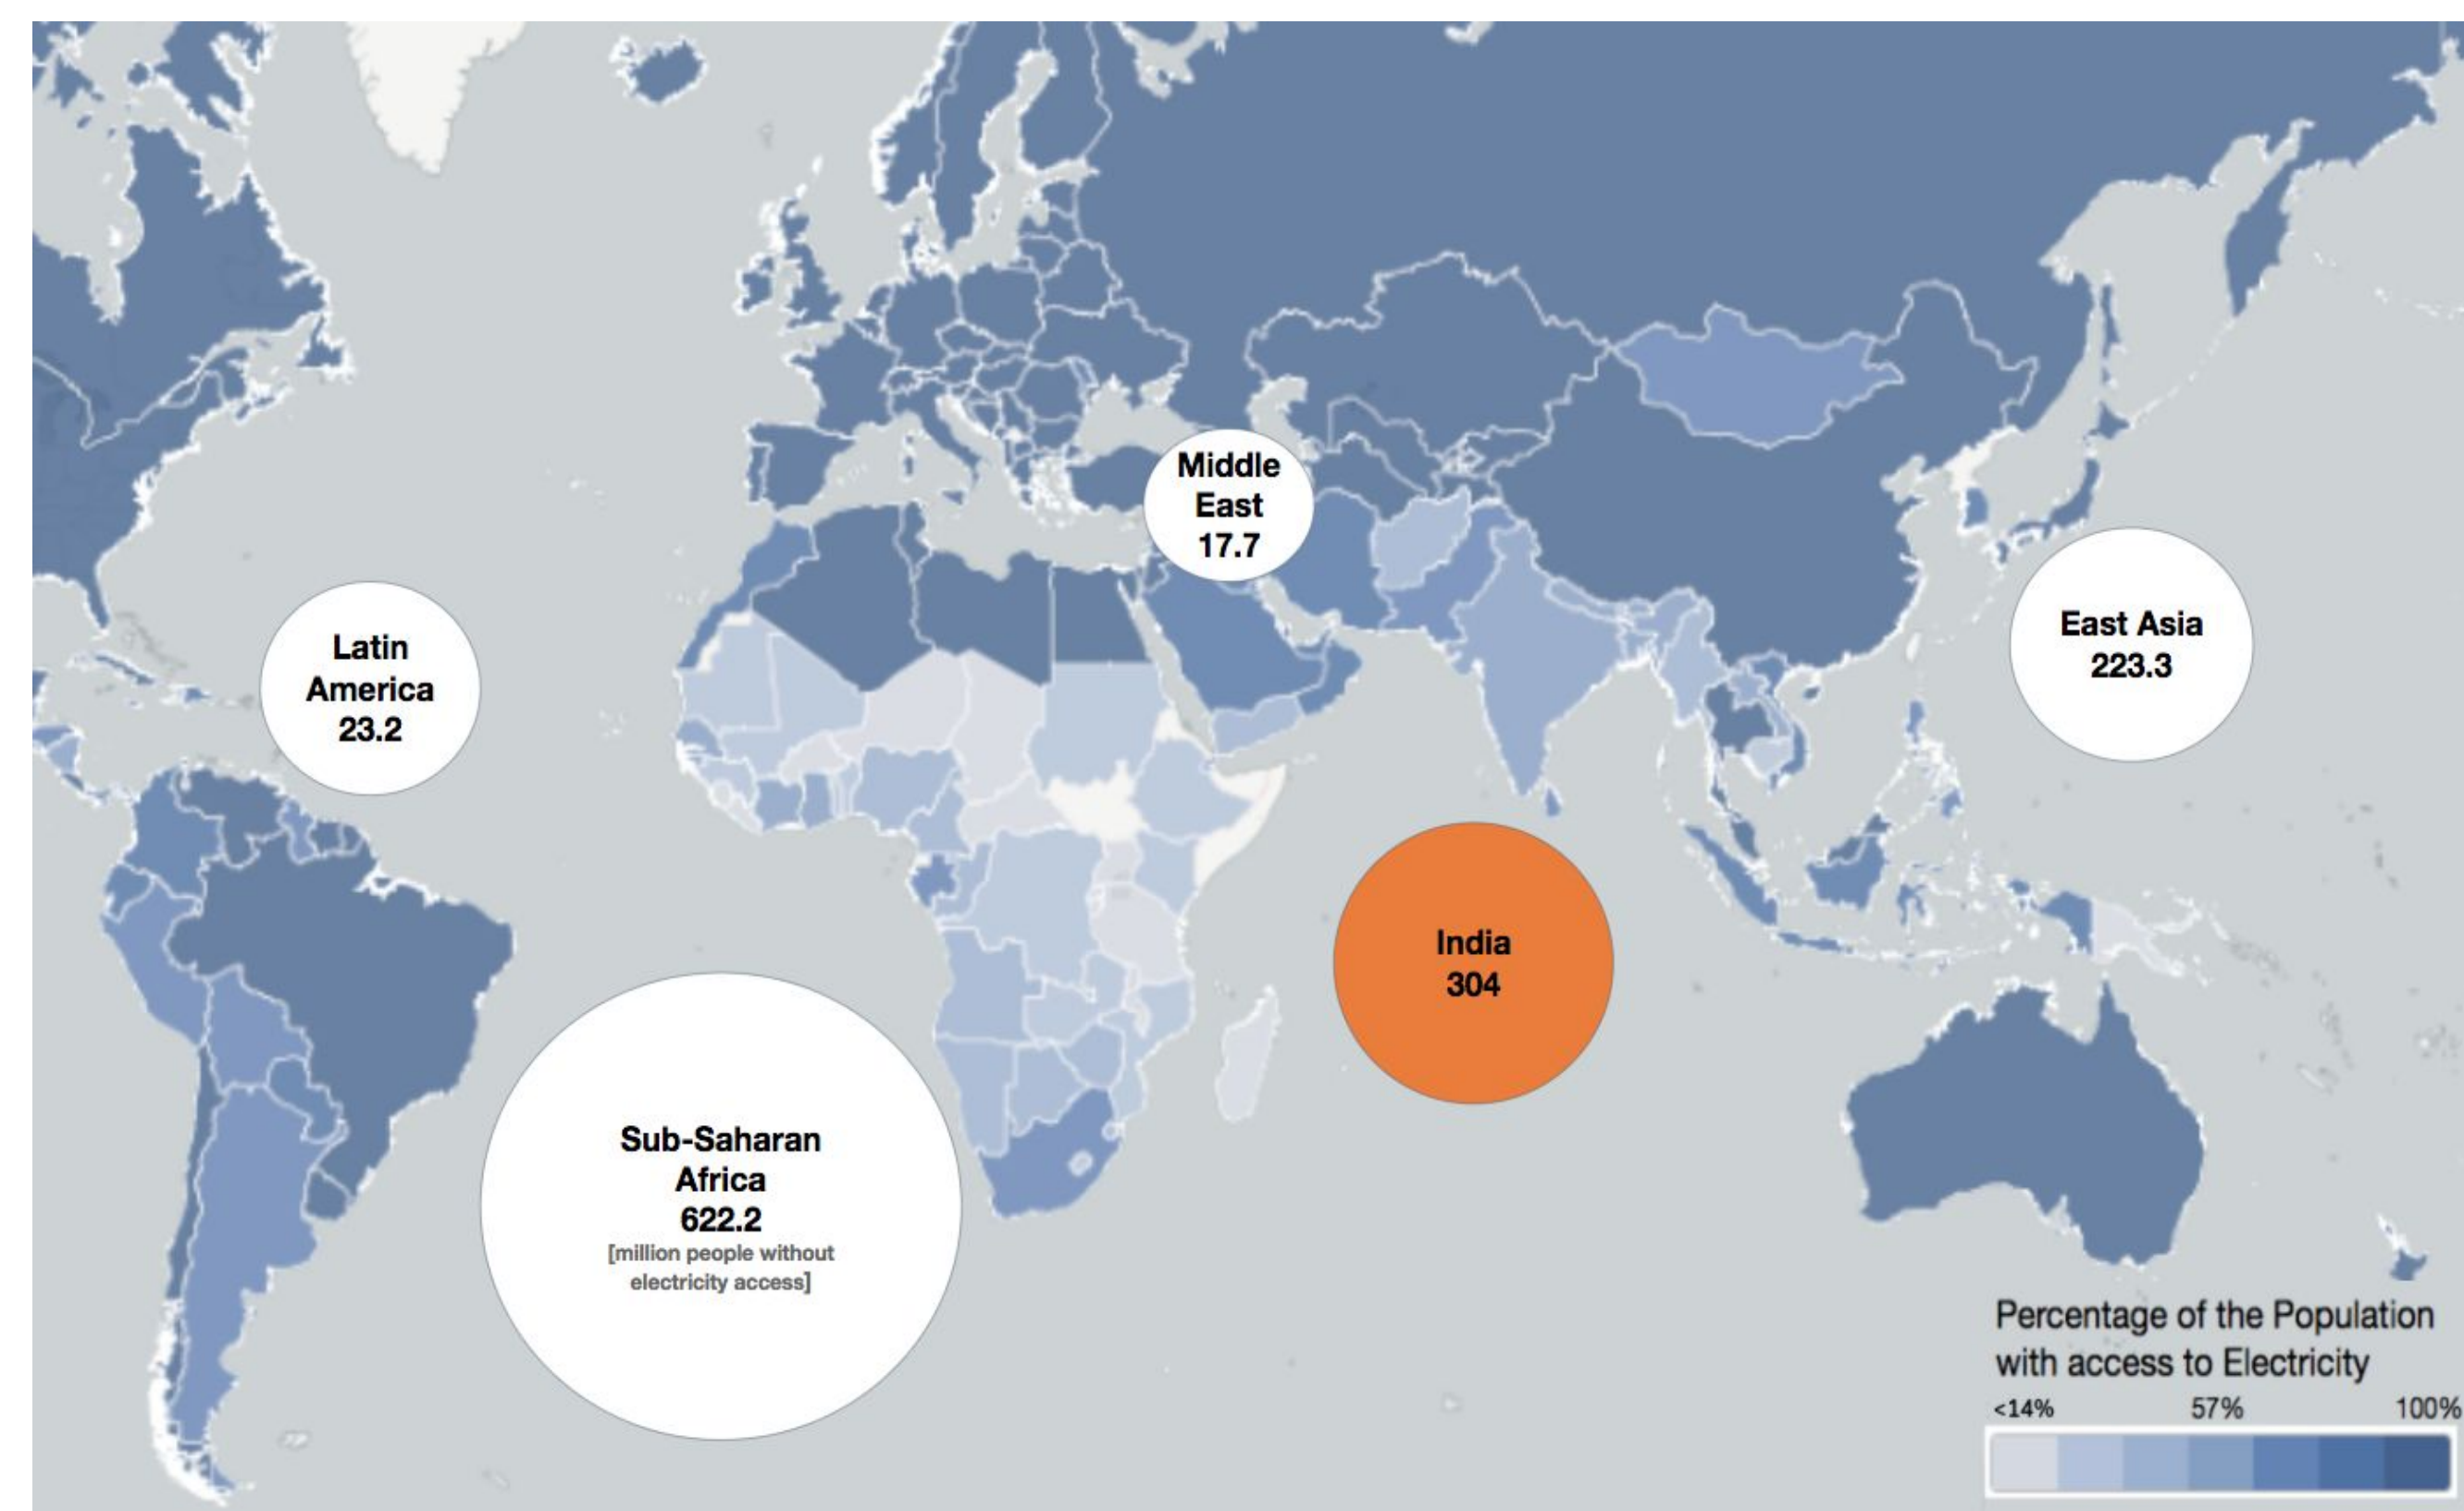 Middle
East
17.7
Latin
America
23.2
East Asia
223.3
India
304
Sub-Saharan
Africa
622.2
[million people without
electricity access]
Percentage of the Population
with access to Electricity
<14% 57% 100%